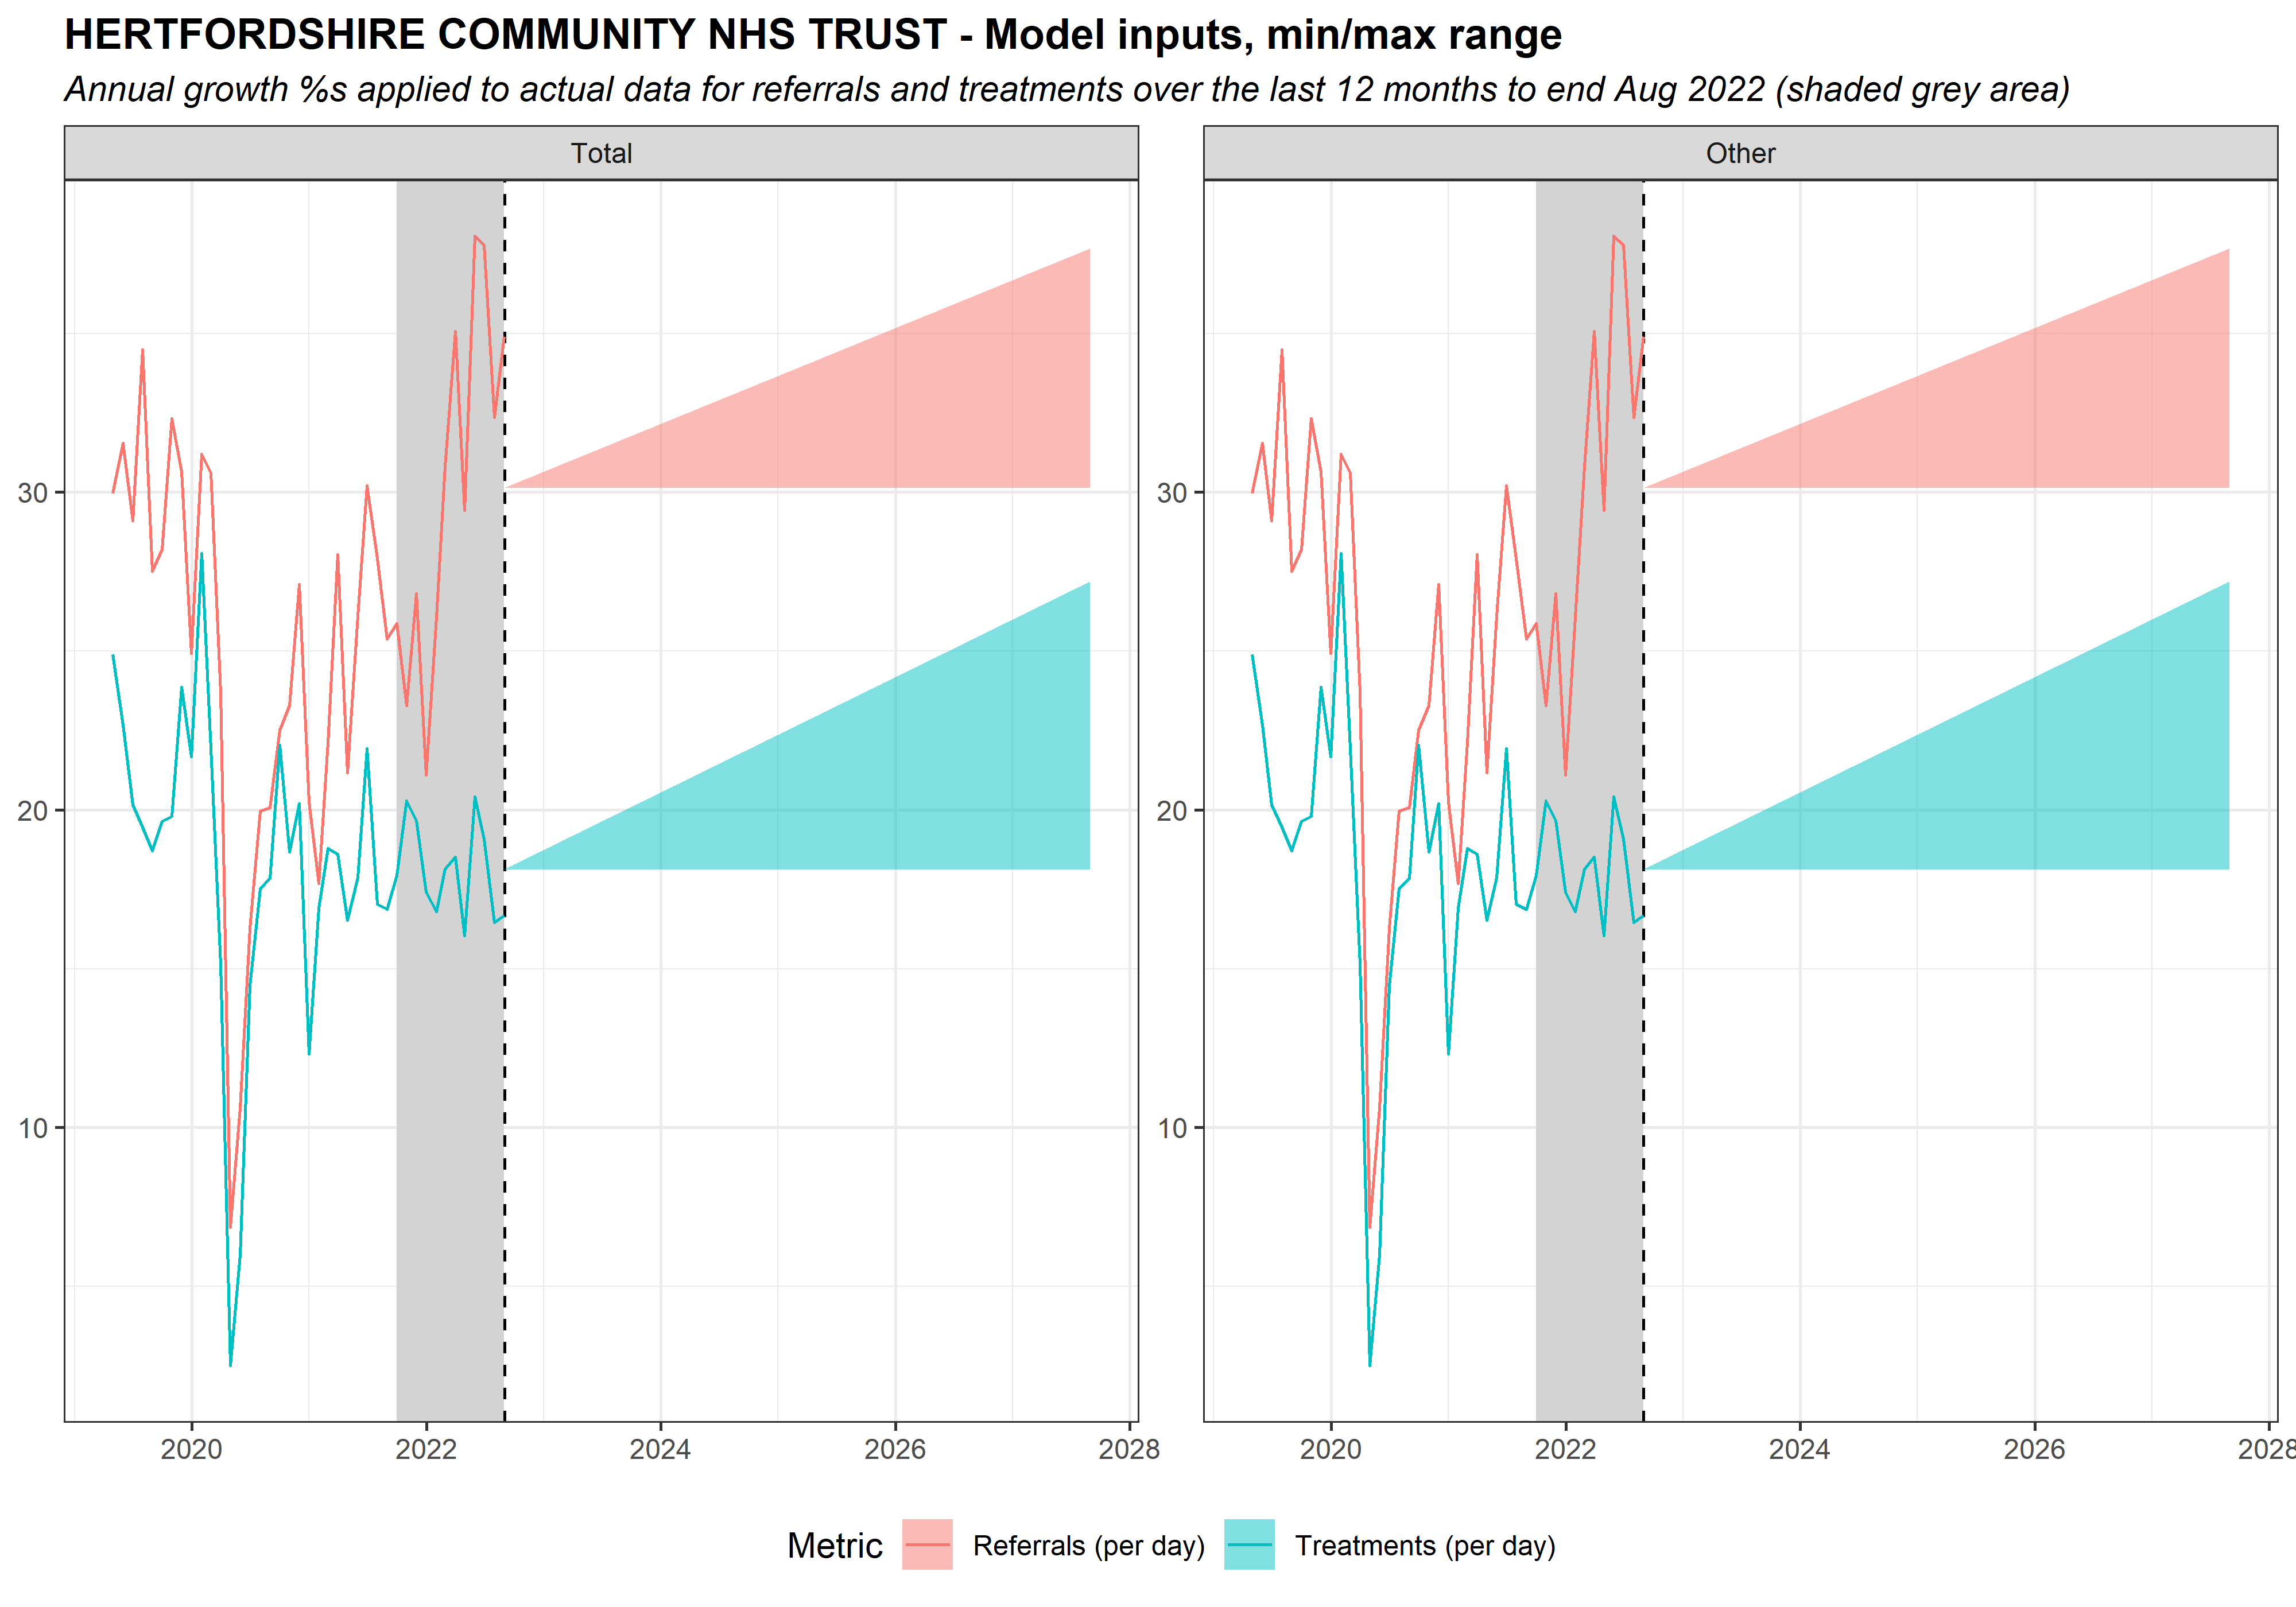 HERTFORDSHIRE COMMUNITY NHS TRUST - Model inputs, min/max range
Annual growth %s applied to actual data for referrals and treatments over the last 12 months to end Aug 2022 (shaded grey area)
Total
Other
30
20
10
30
20
10
2020 2022 2024 2026 2028
2020 2022 2024 2026 2028
Metric Referrals (per day) Treatments (per day)